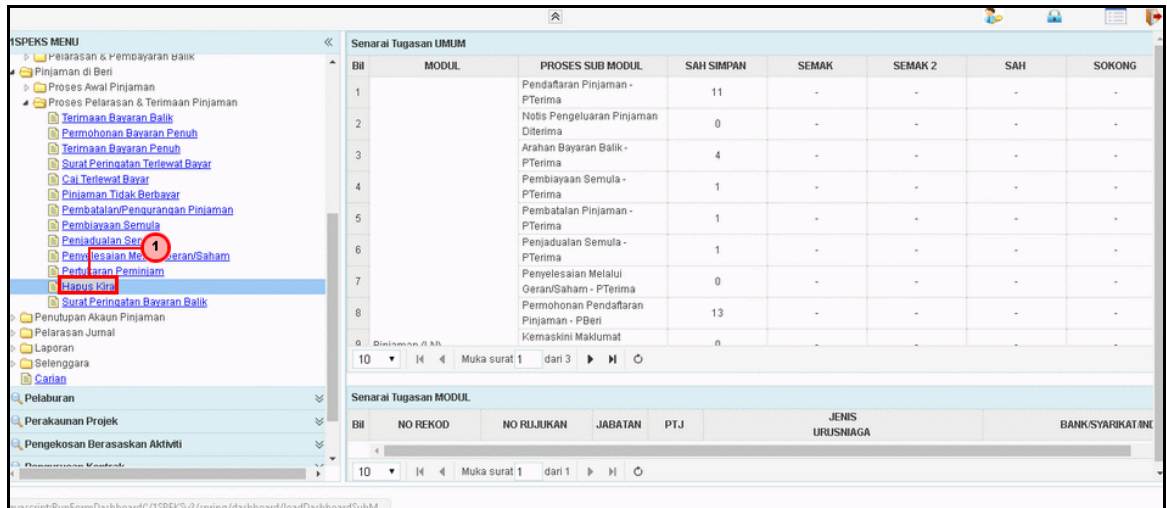 1SPEKS MENU
Pelarasan & Pembayaran Balik
Pinjaman di Beri
Proses Awal Pinjaman
Proses Pelarasan & Terimaan Pinjaman
Terimaan Bayaran Balik
Permohonan Bayaran Penuh
Terimaan Bayaran Penuh
Surat Peringatan Terlewat Bayar
Caj Terlewat Bayar
Pinjaman Tidak Berbayar
Pembatalan/Pengurangan Pinjaman
Pembiayaan Semula
Penjadualan Ser
1
Penyelesaian Me eran/Saham
Pertukaran Peminjam
Hapus Kira
Surat Peringatan Bayaran Balik
Penutupan Akaun Pinjaman
Pelarasan Jurnal
Laporan
Selenggara
Carian
Pelaburan
Perakaunan Projek
Pengekosan Berasaskan Aktiviti
Pengurusan Kontrak
Senarai Tugasan UMUM
Bil MODUL PROSES SUB MODUL SAH SIMPAN SEMAK SEMAK 2 SAH SOKONG
1 Pendaftaran Pinjaman - PTerima 11 - - - -
2 Notis Pengeluaran Pinjaman Diterima 0 - - - -
3 Arahan Bayaran Balik - PTerima 4 - - - -
4 Pembiayaan Semula - PTerima 1 - - - -
5 Pembatalan Pinjaman - PTerima 1 - - - -
6 Penjadualan Semula - PTerima 1 - - - -
7 Penyelesaian Melalui Geran/Saham - PTerima 0 - - - -
8 Permohonan Pendaftaran Pinjaman - PBeri 13 - - - -
9 Pinjaman (LN) Kemaskini Maklumat 0
10 Muka surat 1 dari 3
Senarai Tugasan MODUL
Bil NO REKOD NO RUJUKAN JABATAN PTJ JENIS URUSNIAGA BANK/SYARIKAT/IND
10 Muka surat 1 dari 1